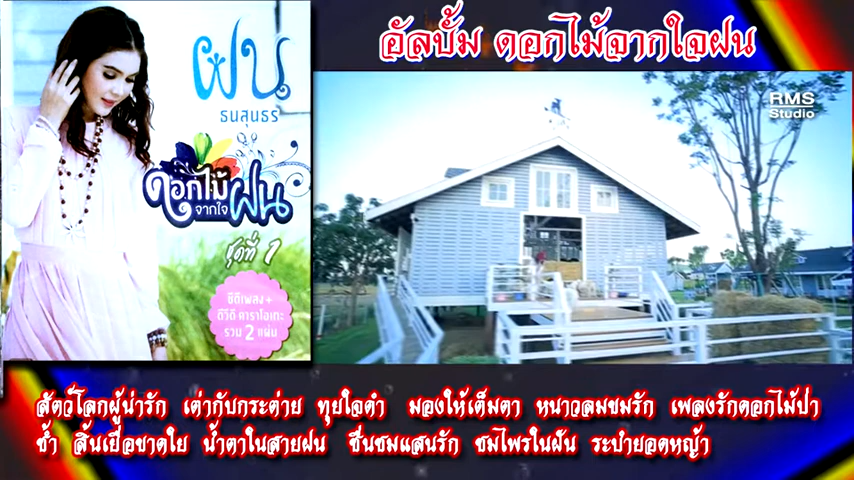 อัลบั้ม ดอกไม้จากใจฝน
ฝน
ธนสุนธร
ดอกไม้
จากใจ ฝน
ชุดที่ 1
ซีดีเพลง +
ดีวีดี คาราโอเกะ
รวม 2 แผ่น
RMS
Studio
สัตว์โลกผู้น่ารัก เต่ากับกระต่าย ทุยใจดำ มองให้เต็มตา หนาวลมชมรัก เพลงรักดอกไม้ป่า
ช้ำ สิ้นเยื่อขาดใย น้ำตาในสายฝน ชื่นชมแสนรัก ชมไพรในฝัน ระบำยอดหญ้า